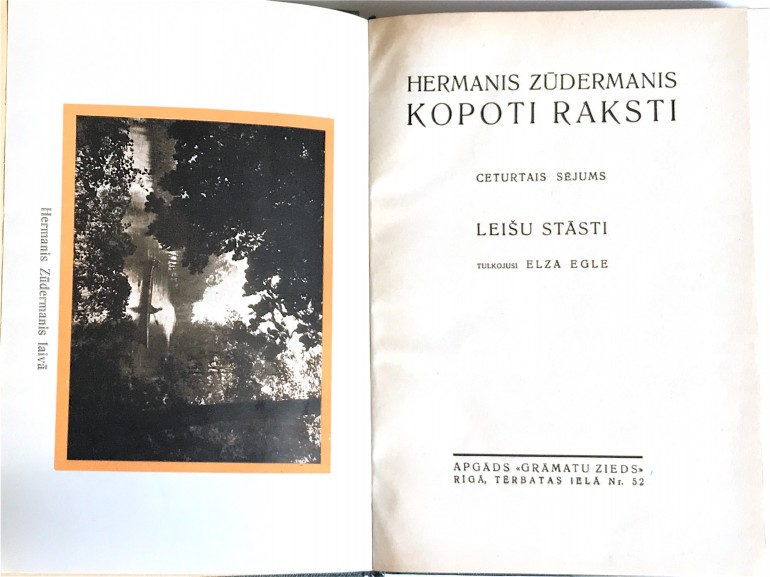 Hermanis Zūdermanis laivā
HERMANIS ZŪDERMANIS
KOPOTI RAKSTI
CETURTAIS SĒJUMS
LEIŠU STĀSTI
TULKOJUSI ELZA EGLE
APGĀDS «GRĀMATU ZIEDS»
RĪGĀ, TĒRBATAS IELĀ Nr. 52